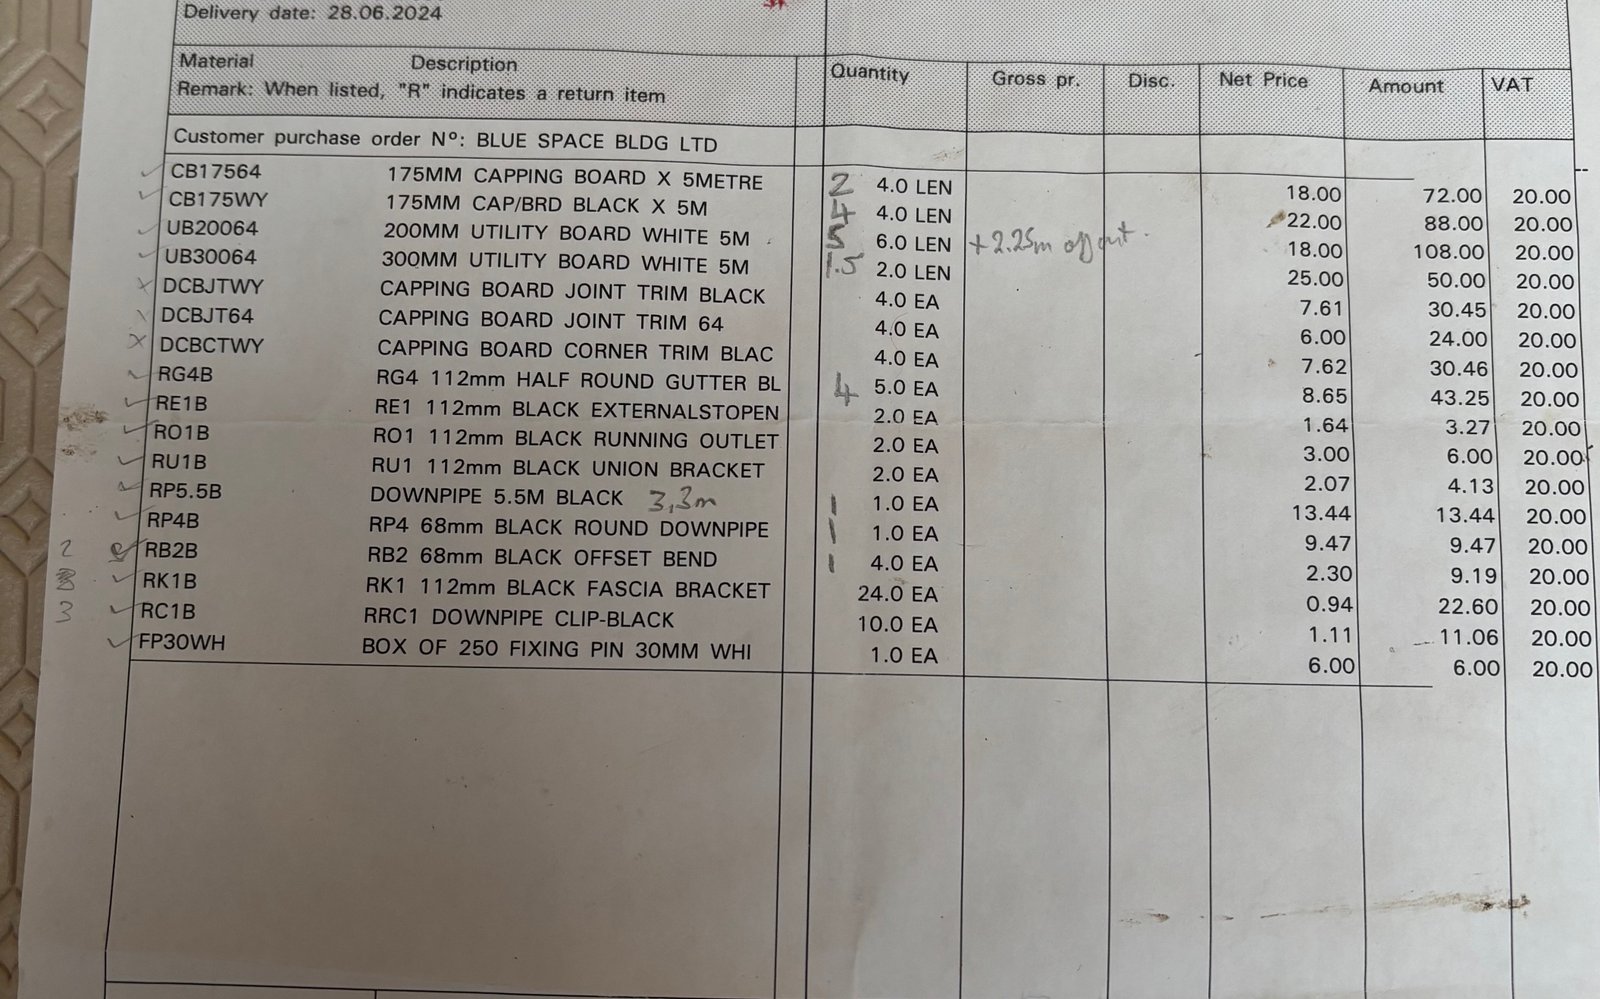 Delivery date: 28.06.2024
Material Description Quantity Gross pr. Disc. Net Price Amount VAT
Remark: When listed, "R" indicates a return item
Customer purchase order Nº: BLUE SPACE BLDG LTD
CB17564 175MM CAPPING BOARD X 5METRE 2 4.0 LEN 18.00 72.00 20.00
CB175WY 175MM CAP/BRD BLACK X 5M 4 4.0 LEN 22.00 88.00 20.00
UB20064 200MM UTILITY BOARD WHITE 5M 5 6.0 LEN +2.25m off cut. 18.00 108.00 20.00
UB30064 300MM UTILITY BOARD WHITE 5M 1.5 2.0 LEN 25.00 50.00 20.00
DCBJTWY CAPPING BOARD JOINT TRIM BLACK 4.0 EA 7.61 30.45 20.00
DCBJT64 CAPPING BOARD JOINT TRIM 64 4.0 EA 6.00 24.00 20.00
DCBCTWY CAPPING BOARD CORNER TRIM BLAC 4.0 EA 7.62 30.46 20.00
RG4B RG4 112mm HALF ROUND GUTTER BL 4 5.0 EA 8.65 43.25 20.00
RE1B RE1 112mm BLACK EXTERNALSTOPEN 2.0 EA 1.64 3.27 20.00
RO1B RO1 112mm BLACK RUNNING OUTLET 2.0 EA 3.00 6.00 20.00
RU1B RU1 112mm BLACK UNION BRACKET 2.0 EA 2.07 4.13 20.00
RP5.5B DOWNPIPE 5.5M BLACK 3,3m 1 1.0 EA 13.44 13.44 20.00
RP4B RP4 68mm BLACK ROUND DOWNPIPE 1 1.0 EA 9.47 9.47 20.00
2 RB2B RB2 68mm BLACK OFFSET BEND 1 4.0 EA 2.30 9.19 20.00
RK1B RK1 112mm BLACK FASCIA BRACKET 24.0 EA 0.94 22.60 20.00
3 RC1B RRC1 DOWNPIPE CLIP-BLACK 10.0 EA 1.11 11.06 20.00
FP30WH BOX OF 250 FIXING PIN 30MM WHI 1.0 EA 6.00 6.00 20.00